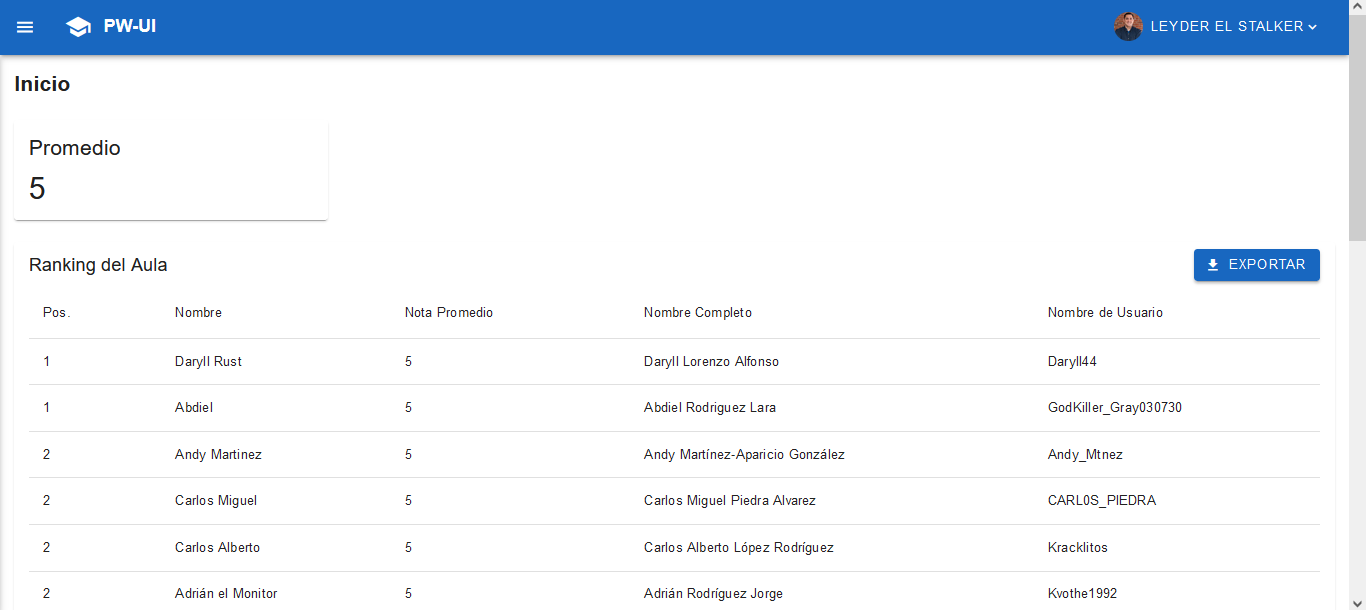 PW-UI
LEYDER EL STALKER
Inicio
Promedio
5
Ranking del Aula
EXPORTAR
Pos. Nombre Nota Promedio Nombre Completo Nombre de Usuario
1 Daryll Rust 5 Daryll Lorenzo Alfonso Daryll44
1 Abdiel 5 Abdiel Rodriguez Lara GodKiller_Gray030730
2 Andy Martinez 5 Andy Martínez-Aparicio González Andy_Mtnez
2 Carlos Miguel 5 Carlos Miguel Piedra Alvarez CARL0S_PIEDRA
2 Carlos Alberto 5 Carlos Alberto López Rodríguez Kracklitos
2 Adrián el Monitor 5 Adrián Rodríguez Jorge Kvothe1992